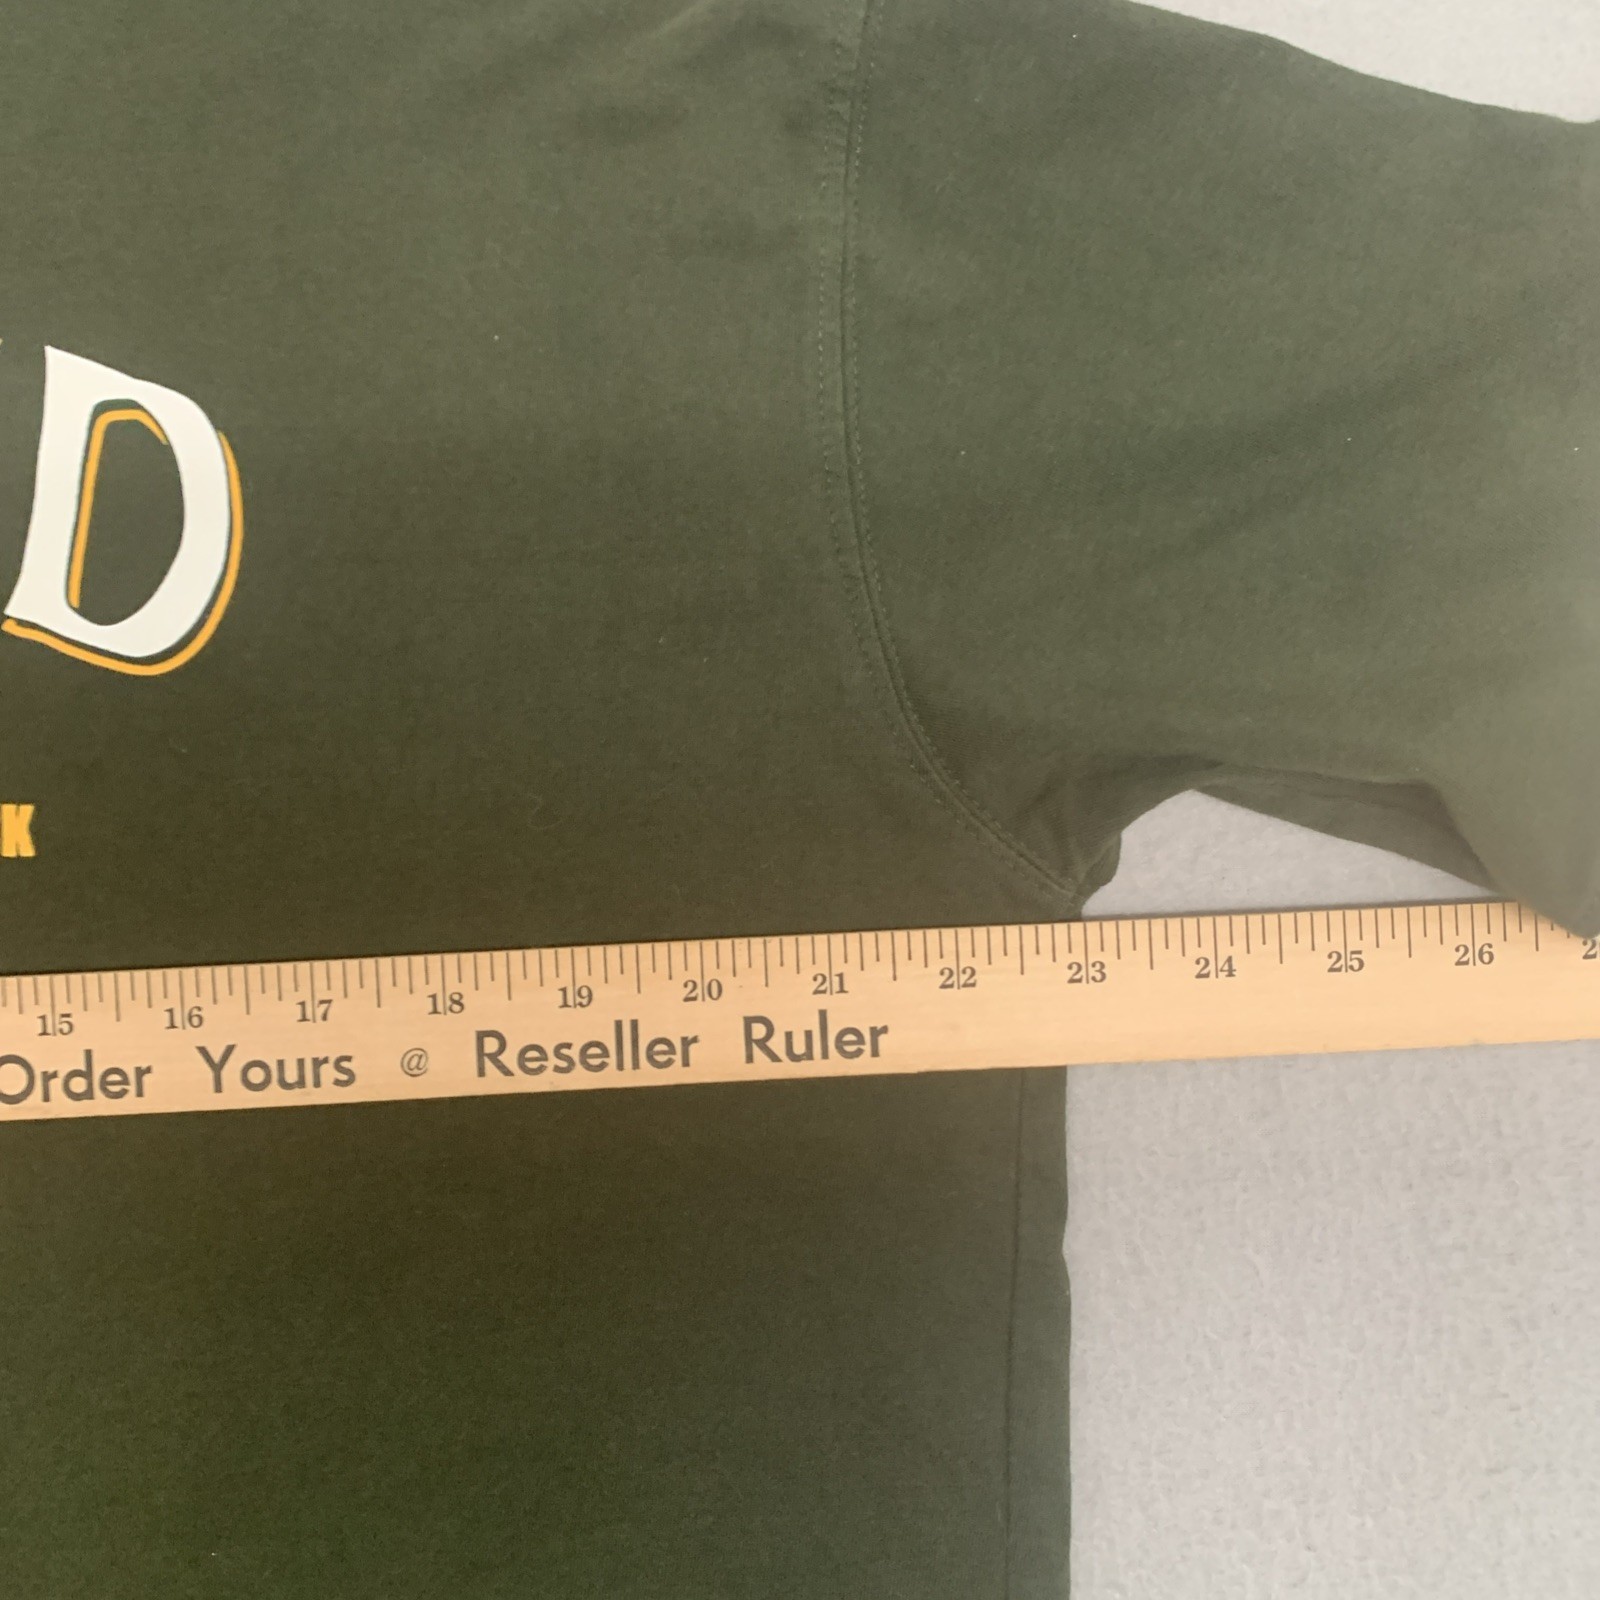 D
K
15 16 17 18 19 20 21 22 23 24 25 26
Order Yours @ Reseller Ruler